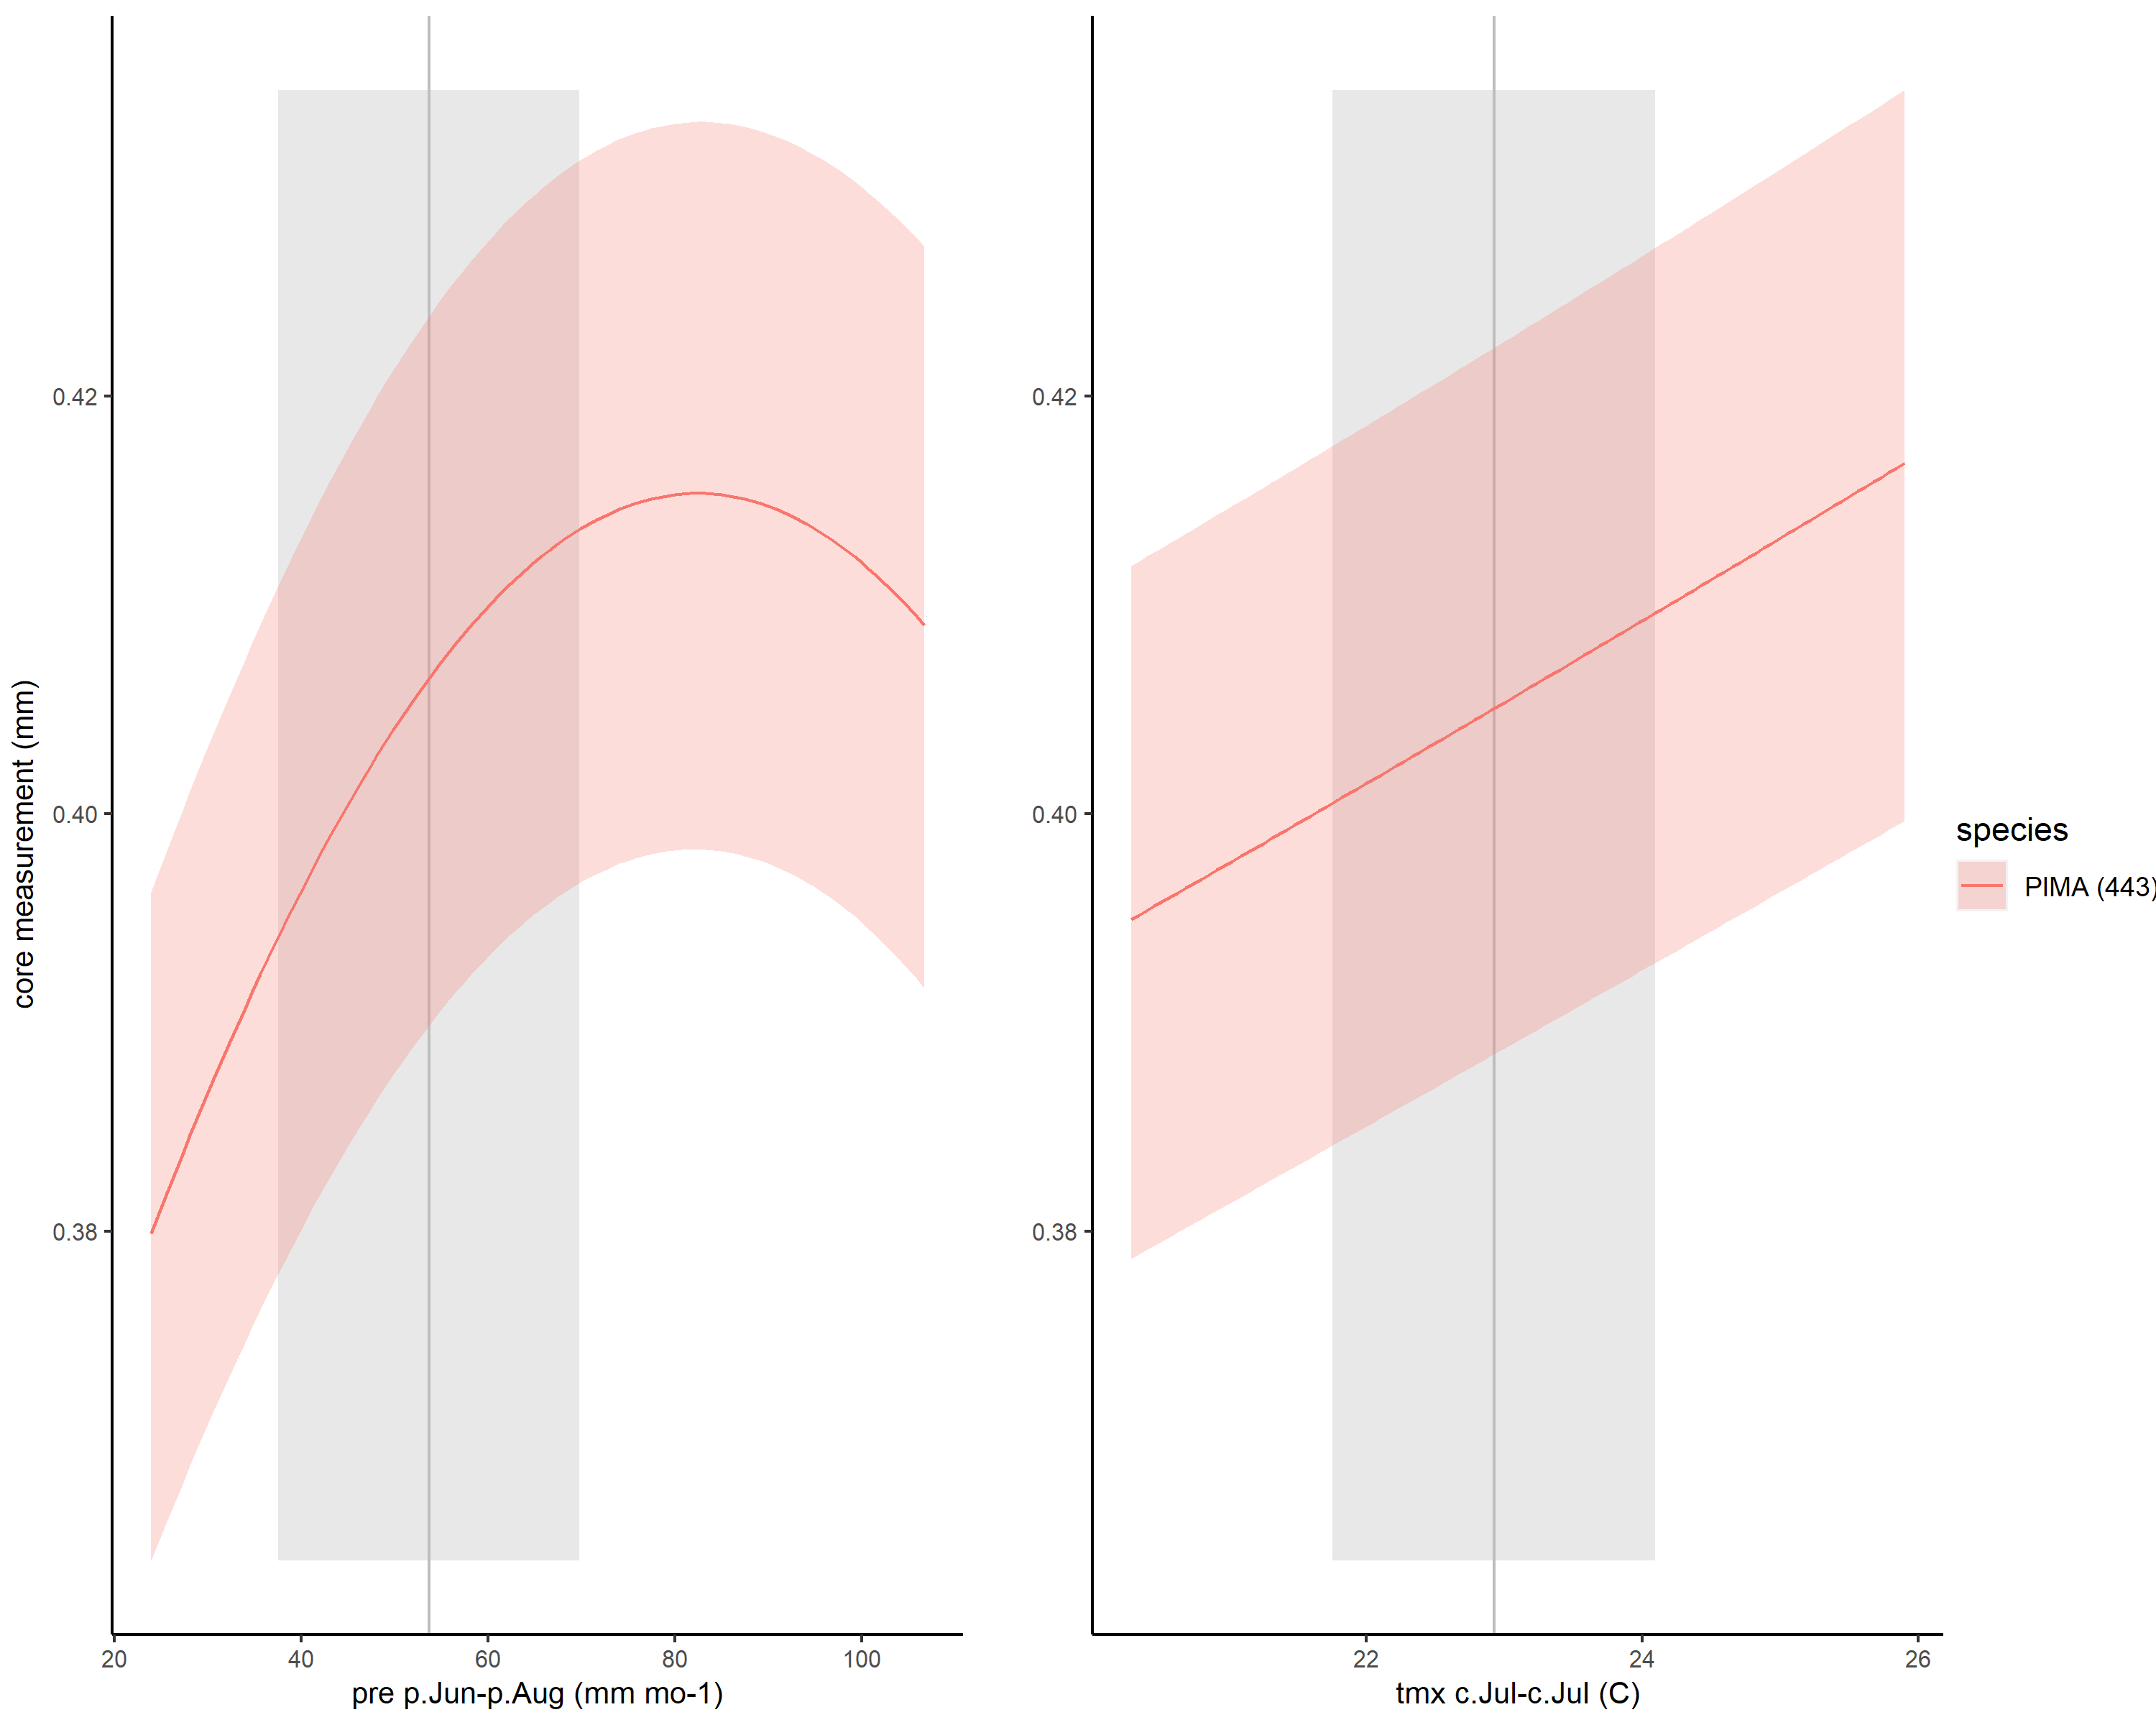 core measurement (mm)
0.42
0.40
0.38
20 40 60 80 100
pre p.Jun-p.Aug (mm mo-1)
0.42
0.40
0.38
22 24 26
tmx c.Jul-c.Jul (C)
species
PIMA (443)